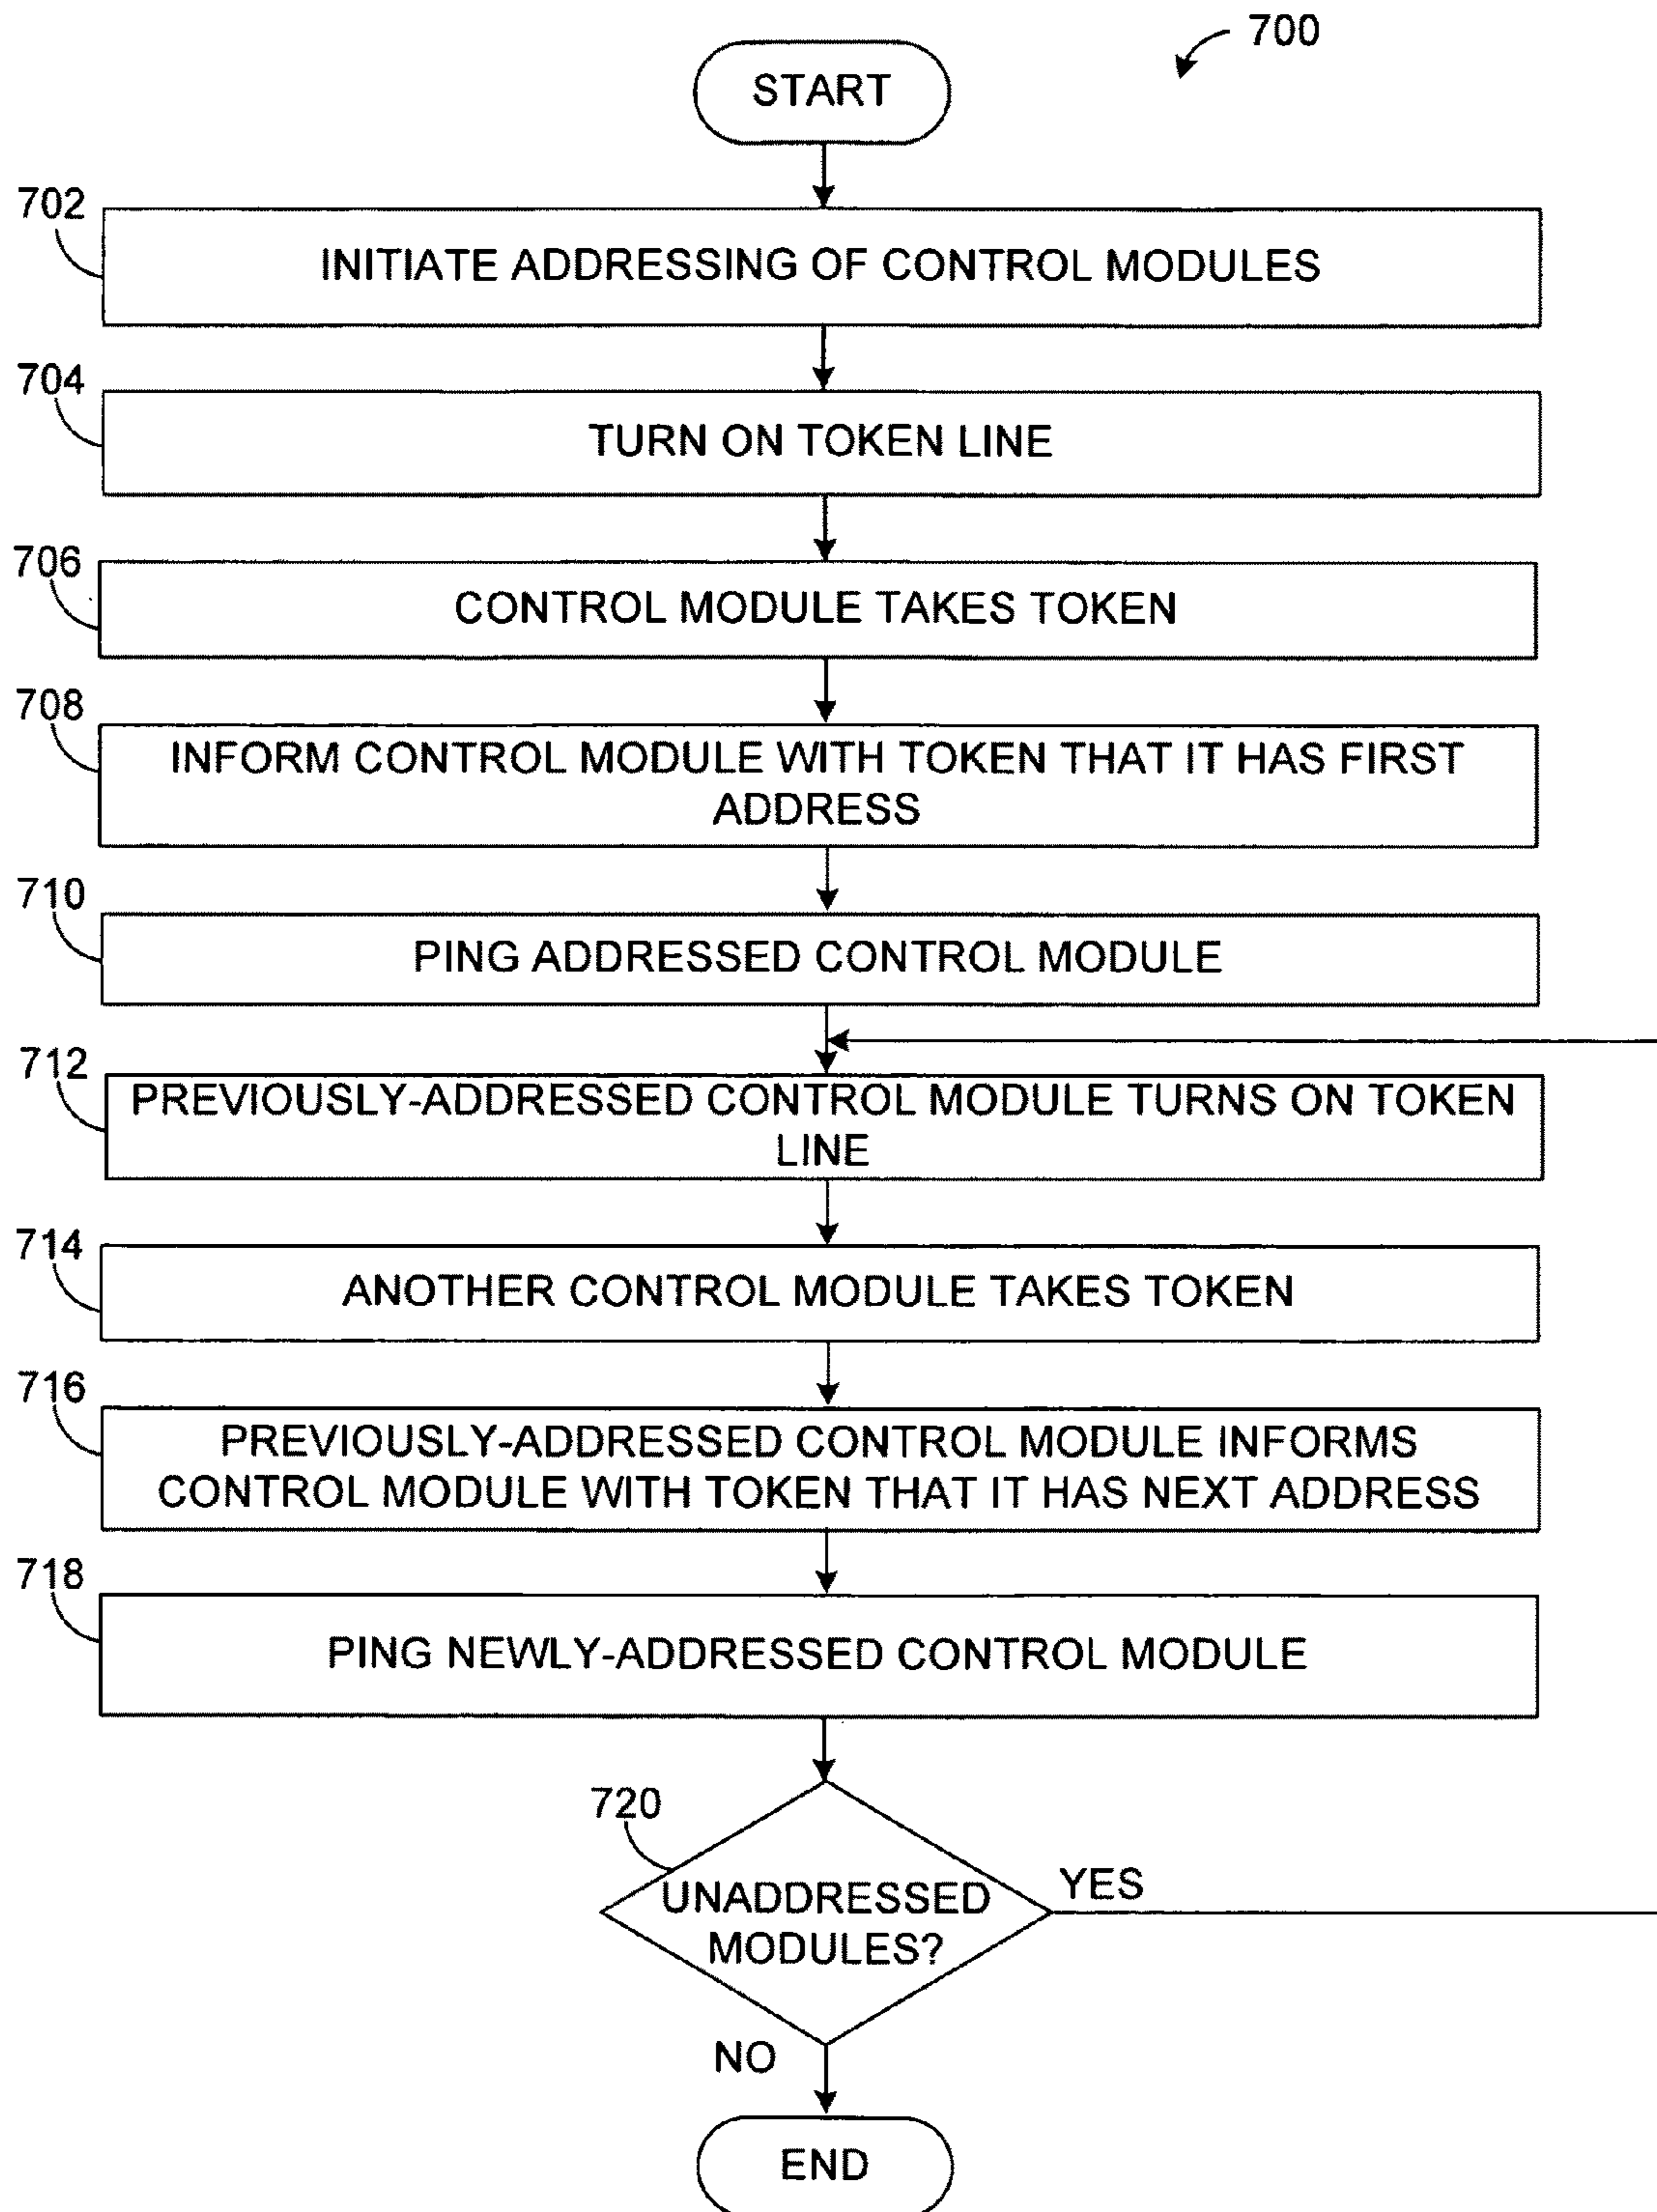 700
START
702
INITIATE ADDRESSING OF CONTROL MODULES
704
TURN ON TOKEN LINE
706
CONTROL MODULE TAKES TOKEN
708
INFORM CONTROL MODULE WITH TOKEN THAT IT HAS FIRST
ADDRESS
710
PING ADDRESSED CONTROL MODULE
712
PREVIOUSLY-ADDRESSED CONTROL MODULE TURNS ON TOKEN
LINE
714
ANOTHER CONTROL MODULE TAKES TOKEN
716
PREVIOUSLY-ADDRESSED CONTROL MODULE INFORMS
CONTROL MODULE WITH TOKEN THAT IT HAS NEXT ADDRESS
718
PING NEWLY-ADDRESSED CONTROL MODULE
720
UNADDRESSED
MODULES?
YES
NO
END